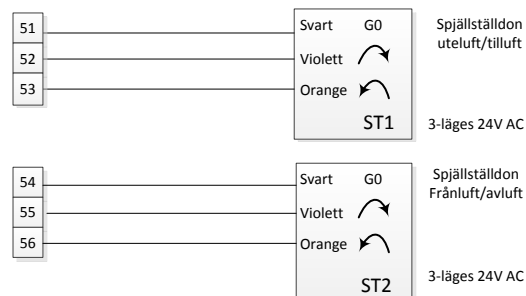 51 Svart G0 Spjällställdon
uteluft/tilluft
52 Violett
53 Orange
ST1 3-läges 24V AC
54 Svart G0 Spjällställdon
Frånluft/avluft
55 Violett
56 Orange
ST2 3-läges 24V AC